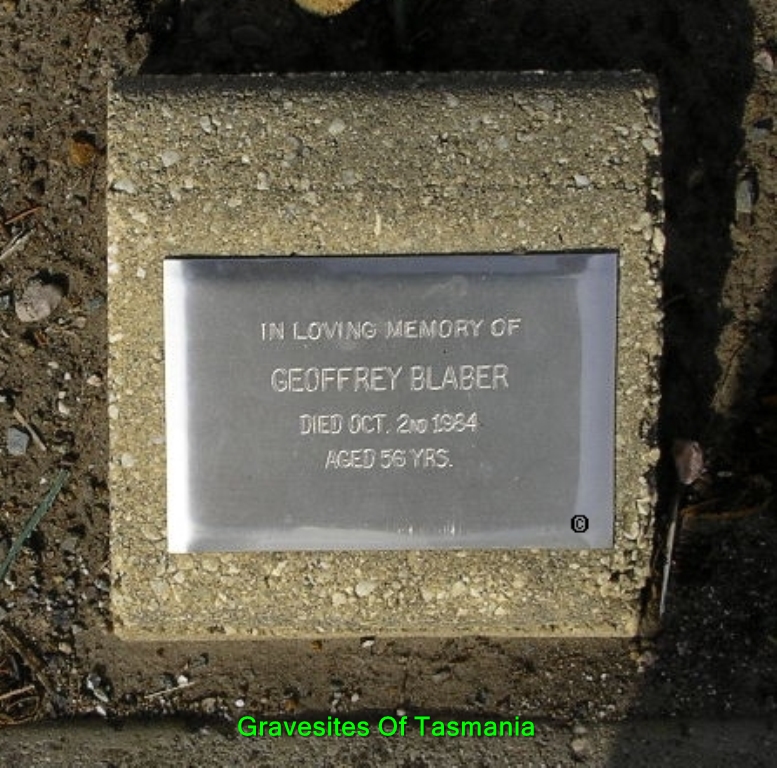 IN LOVING MEMORY OF
GEOFFREY BLABER
DIED OCT. 2ND 1984
AGED 56 YRS.
©
Gravesites Of Tasmania